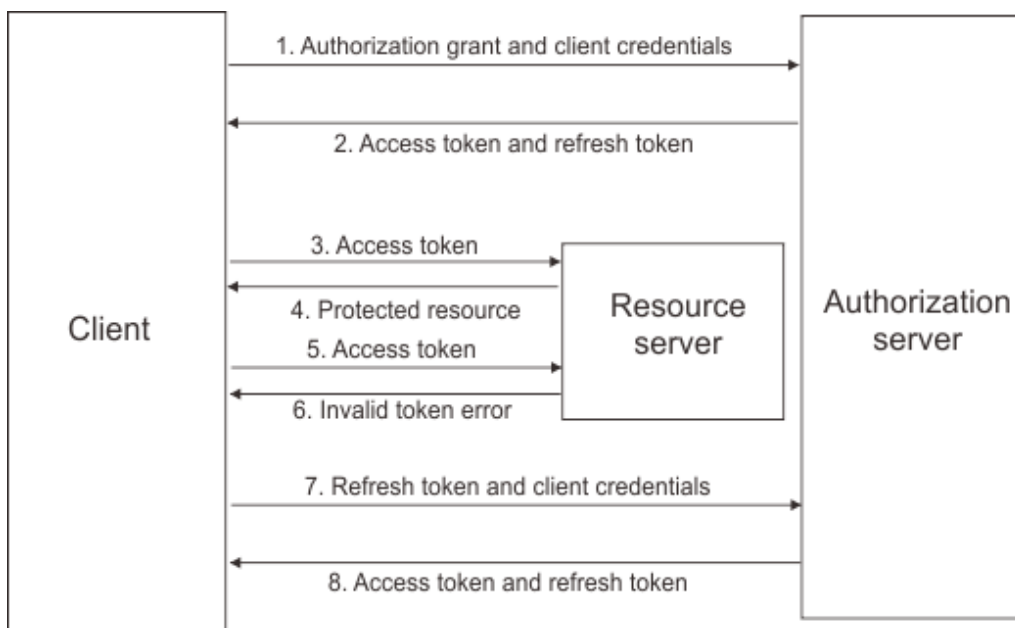 1. Authorization grant and client credentials
2. Access token and refresh token
3. Access token
4. Protected resource
5. Access token
6. Invalid token error
Client
Resource
server
Authorization
server
7. Refresh token and client credentials
8. Access token and refresh token